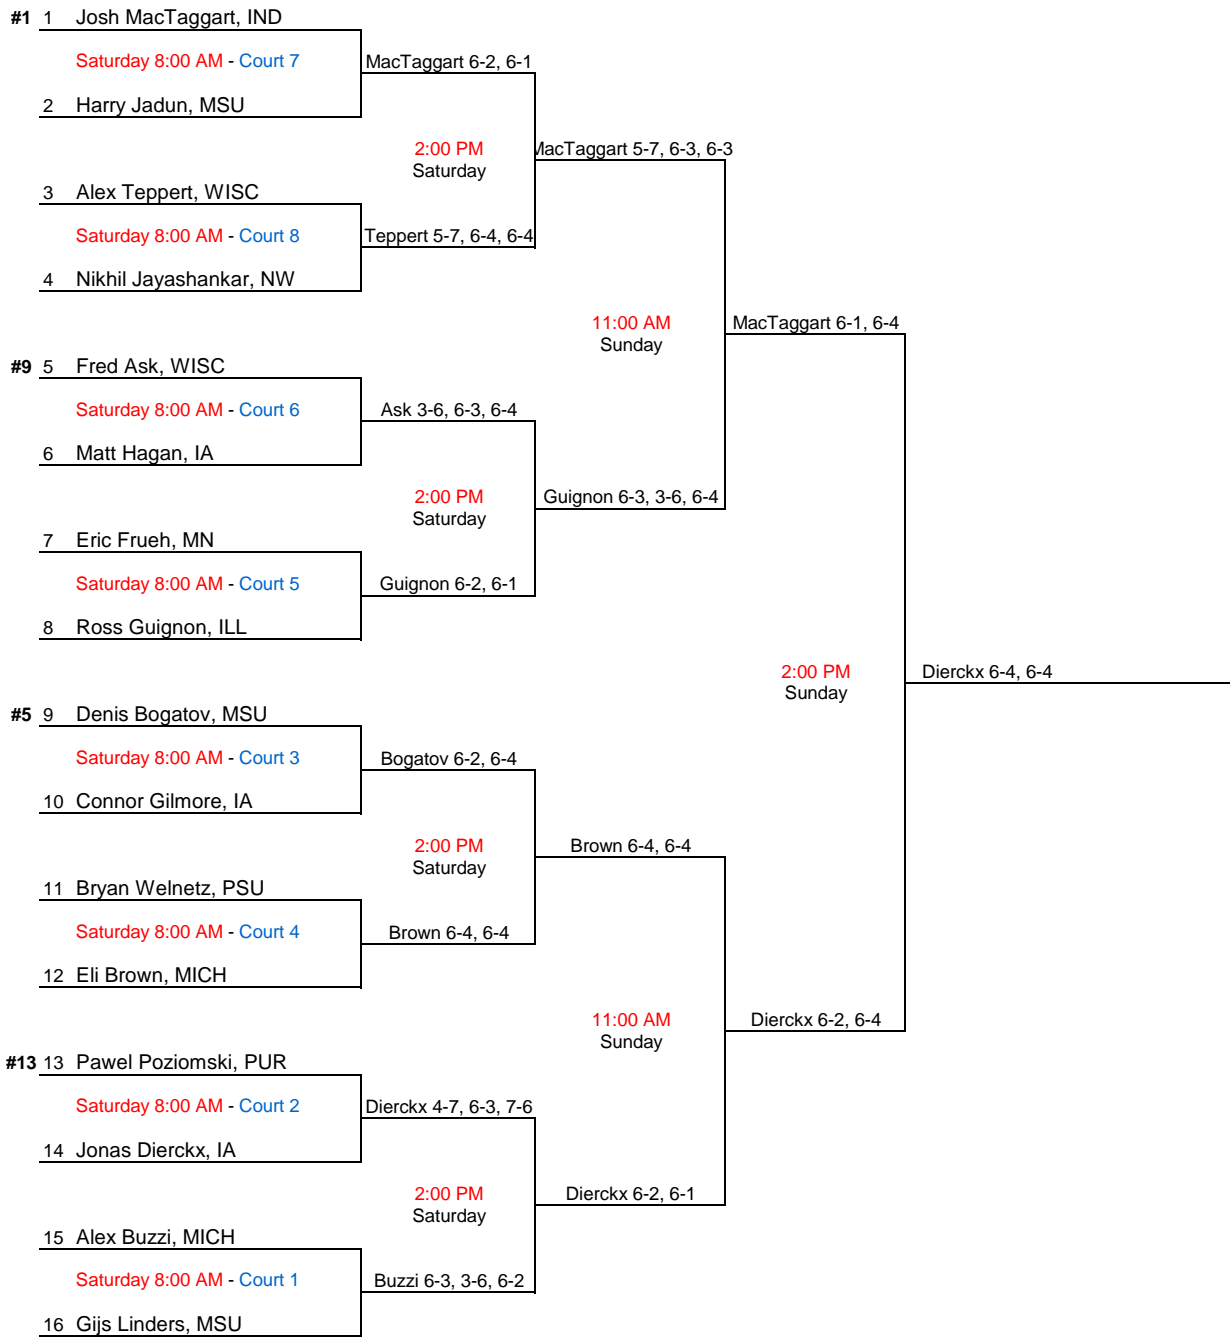 #1 1 Josh MacTaggart, IND
Saturday 8:00 AM - Court 7
MacTaggart 6-2, 6-1
2 Harry Jadun, MSU
2:00 PM
Saturday
MacTaggart 5-7, 6-3, 6-3
3 Alex Teppert, WISC
Saturday 8:00 AM - Court 8
Teppert 5-7, 6-4, 6-4
4 Nikhil Jayashankar, NW
11:00 AM
Sunday
MacTaggart 6-1, 6-4
#9 5 Fred Ask, WISC
Saturday 8:00 AM - Court 6
Ask 3-6, 6-3, 6-4
6 Matt Hagan, IA
2:00 PM
Saturday
Guignon 6-3, 3-6, 6-4
7 Eric Frueh, MN
Saturday 8:00 AM - Court 5
Guignon 6-2, 6-1
8 Ross Guignon, ILL
2:00 PM
Sunday
Dierckx 6-4, 6-4
#5 9 Denis Bogatov, MSU
Saturday 8:00 AM - Court 3
Bogatov 6-2, 6-4
10 Connor Gilmore, IA
2:00 PM
Saturday
Brown 6-4, 6-4
11 Bryan Welnetz, PSU
Saturday 8:00 AM - Court 4
Brown 6-4, 6-4
12 Eli Brown, MICH
11:00 AM
Sunday
Dierckx 6-2, 6-4
#13 13 Pawel Poziomski, PUR
Saturday 8:00 AM - Court 2
Dierckx 4-7, 6-3, 7-6
14 Jonas Dierckx, IA
2:00 PM
Saturday
Dierckx 6-2, 6-1
15 Alex Buzzi, MICH
Saturday 8:00 AM - Court 1
Buzzi 6-3, 3-6, 6-2
16 Gijs Linders, MSU